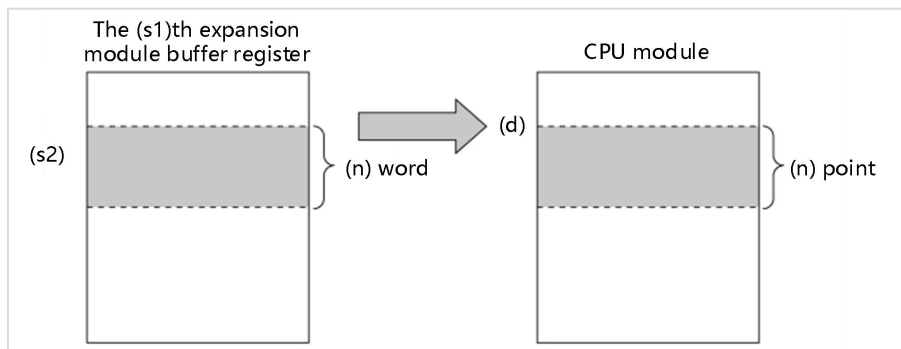 The (s1)th expansion
module buffer register
CPU module
(d)
(s2)
(n) word
(n) point